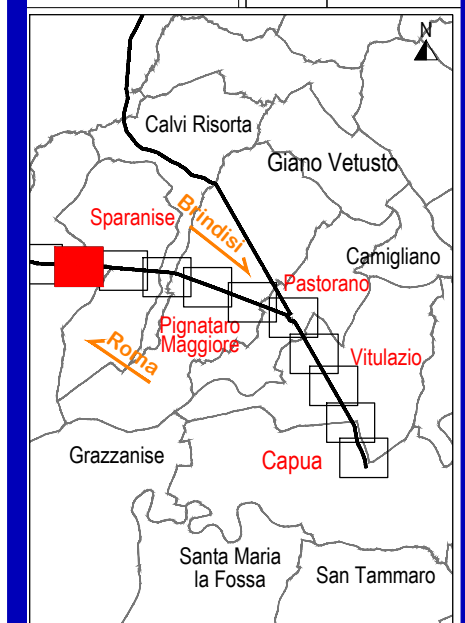 N
Calvi Risorta
Giano Vetusto
Brindisi
Sparanise
Camigliano
Pastorano
Pignataro
Maggiore
Vitulazio
Roma
Grazzanise
Capua
Santa Maria
la Fossa
San Tammaro